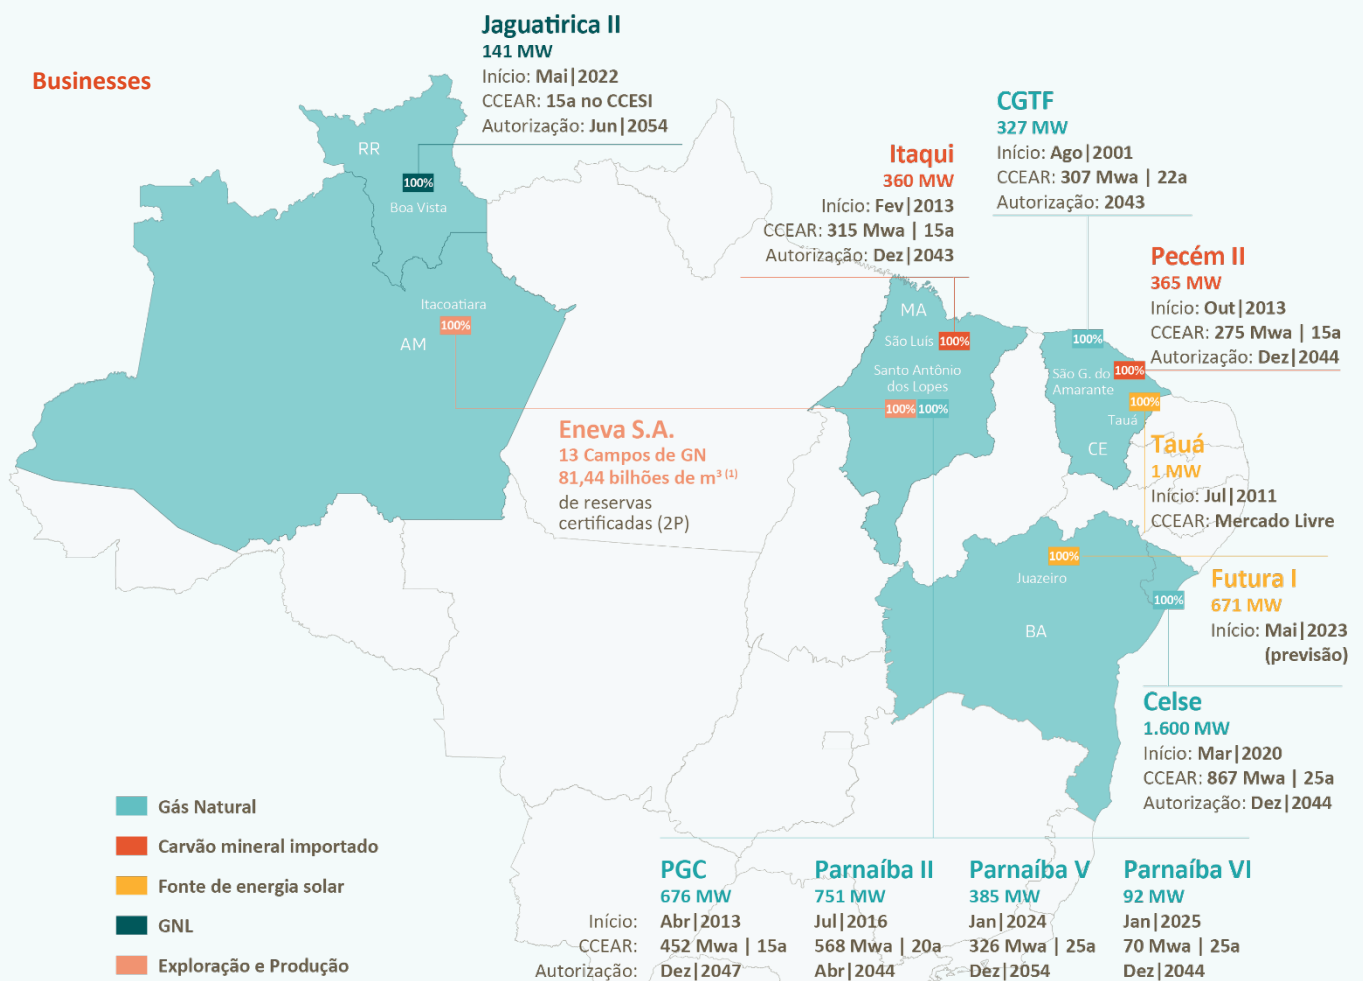 Businesses
Jaguatirica II
141 MW
Início: Mai|2022
CCEAR: 15a no CCESI
Autorização: Jun|2054
RR
100%
Boa Vista
Itacoatiara
100%
AM
Eneva S.A.
13 Campos de GN
81,44 bilhões de m³ (1)
de reservas
certificadas (2P)
Itaqui
360 MW
Início: Fev|2013
CCEAR: 315 Mwa | 15a
Autorização: Dez|2043
CGTF
327 MW
Início: Ago|2001
CCEAR: 307 Mwa | 22a
Autorização: 2043
Pecém II
365 MW
Início: Out|2013
CCEAR: 275 Mwa | 15a
Autorização: Dez|2044
MA
São Luís 100%
Santo Antônio
dos Lopes
100% 100%
100%
São G. do
Amarante
100%
100%
Tauá
CE
Tauá
1 MW
Início: Jul|2011
CCEAR: Mercado Livre
100%
Juazeiro
BA
100%
Futura I
671 MW
Início: Mai|2023
(previsão)
Celse
1.600 MW
Início: Mar|2020
CCEAR: 867 Mwa | 25a
Autorização: Dez|2044
Gás Natural
Carvão mineral importado
Fonte de energia solar
GNL
Exploração e Produção
PGC Parnaíba II Parnaíba V Parnaíba VI
676 MW 751 MW 385 MW 92 MW
Início: Abr|2013 Jul|2016 Jan|2024 Jan|2025
CCEAR: 452 Mwa | 15a 568 Mwa | 20a 326 Mwa | 25a 70 Mwa | 25a
Autorização: Dez|2047 Abr|2044 Dez|2054 Dez|2044